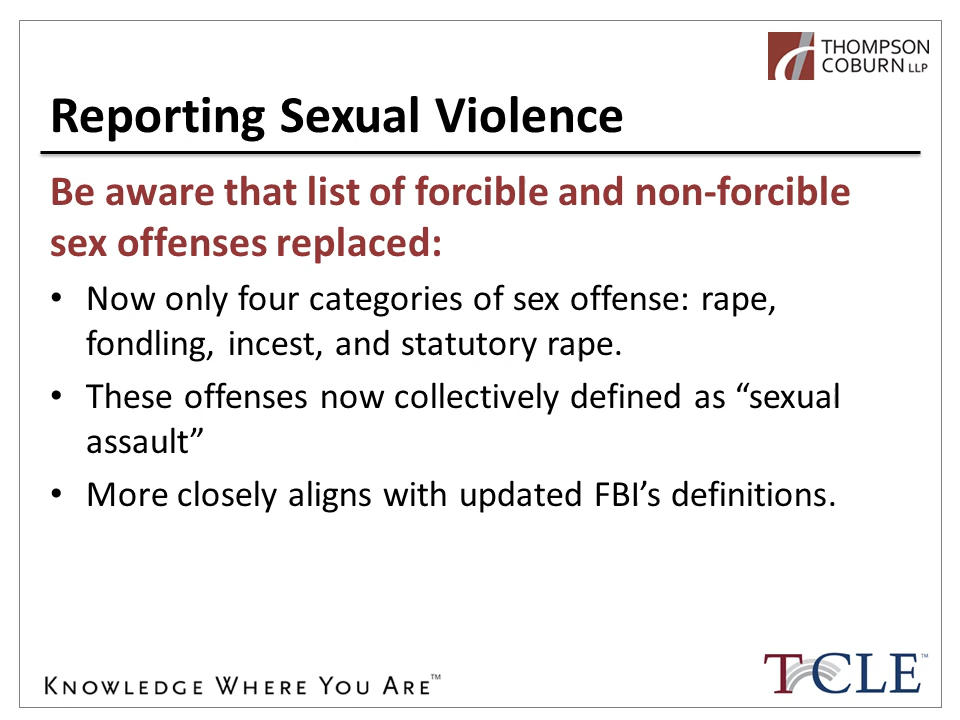 THOMPSON
COBURN LLP
Reporting Sexual Violence
Be aware that list of forcible and non-forcible
sex offenses replaced:
• Now only four categories of sex offense: rape,
fondling, incest, and statutory rape.
• These offenses now collectively defined as “sexual
assault”
• More closely aligns with updated FBI’s definitions.
KNOWLEDGE WHERE YOU ARE™
TCLE™